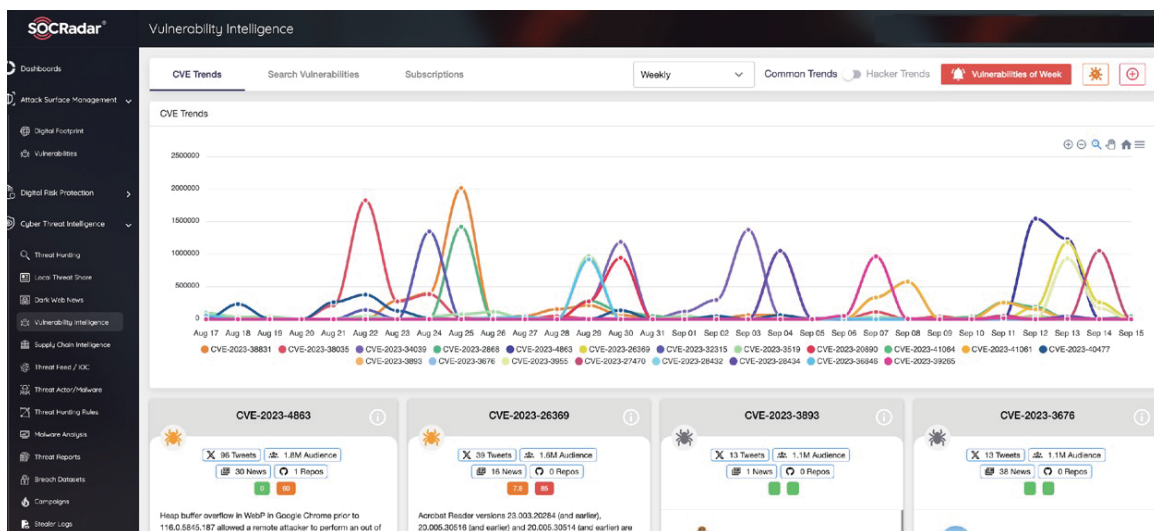 SOCRadar®
Vulnerability Intelligence
Dashboards
Attack Surface Management
Digital Footprint
Vulnerabilities
Digital Risk Protection
Cyber Threat Intelligence
Threat Hunting
Local Threat Share
Dark Web News
Vulnerability Intelligence
Supply Chain Intelligence
Threat Feed / IOC
Threat Actor/Malware
Threat Hunting Rules
Malware Analysis
Threat Reports
Breach Datasets
Campaigns
Stealer Logs
CVE Trends Search Vulnerabilities Subscriptions Weekly Common Trends Hacker Trends Vulnerabilities of Week
CVE Trends
2500000
2000000
1500000
1000000
500000
0
Aug 17 Aug 18 Aug 19 Aug 20 Aug 21 Aug 22 Aug 23 Aug 24 Aug 25 Aug 26 Aug 27 Aug 28 Aug 29 Aug 30 Aug 31 Sep 01 Sep 02 Sep 03 Sep 04 Sep 05 Sep 06 Sep 07 Sep 08 Sep 09 Sep 10 Sep 11 Sep 12 Sep 13 Sep 14 Sep 15
CVE-2023-38831 CVE-2023-38035 CVE-2023-34039 CVE-2023-2868 CVE-2023-4863 CVE-2023-26369 CVE-2023-32315 CVE-2023-3519 CVE-2023-20890 CVE-2023-41064 CVE-2023-41061 CVE-2023-40477
CVE-2023-3893 CVE-2023-3676 CVE-2023-3955 CVE-2023-27470 CVE-2023-28432 CVE-2023-28434 CVE-2023-36846 CVE-2023-39265
CVE-2023-4863
96 Tweets 1.8M Audience
30 News 1 Repos
0 60
Heap buffer overflow in WebP in Google Chrome prior to
116.0.5845.187 allowed a remote attacker to perform an out of
CVE-2023-26369
39 Tweets 1.6M Audience
16 News 0 Repos
7.8 85
Acrobat Reader versions 23.003.20284 (and earlier),
20.005.30516 (and earlier) and 20.005.30514 (and earlier) are
CVE-2023-3893
13 Tweets 1.1M Audience
1 News 0 Repos
CVE-2023-3676
13 Tweets 1.1M Audience
38 News 0 Repos